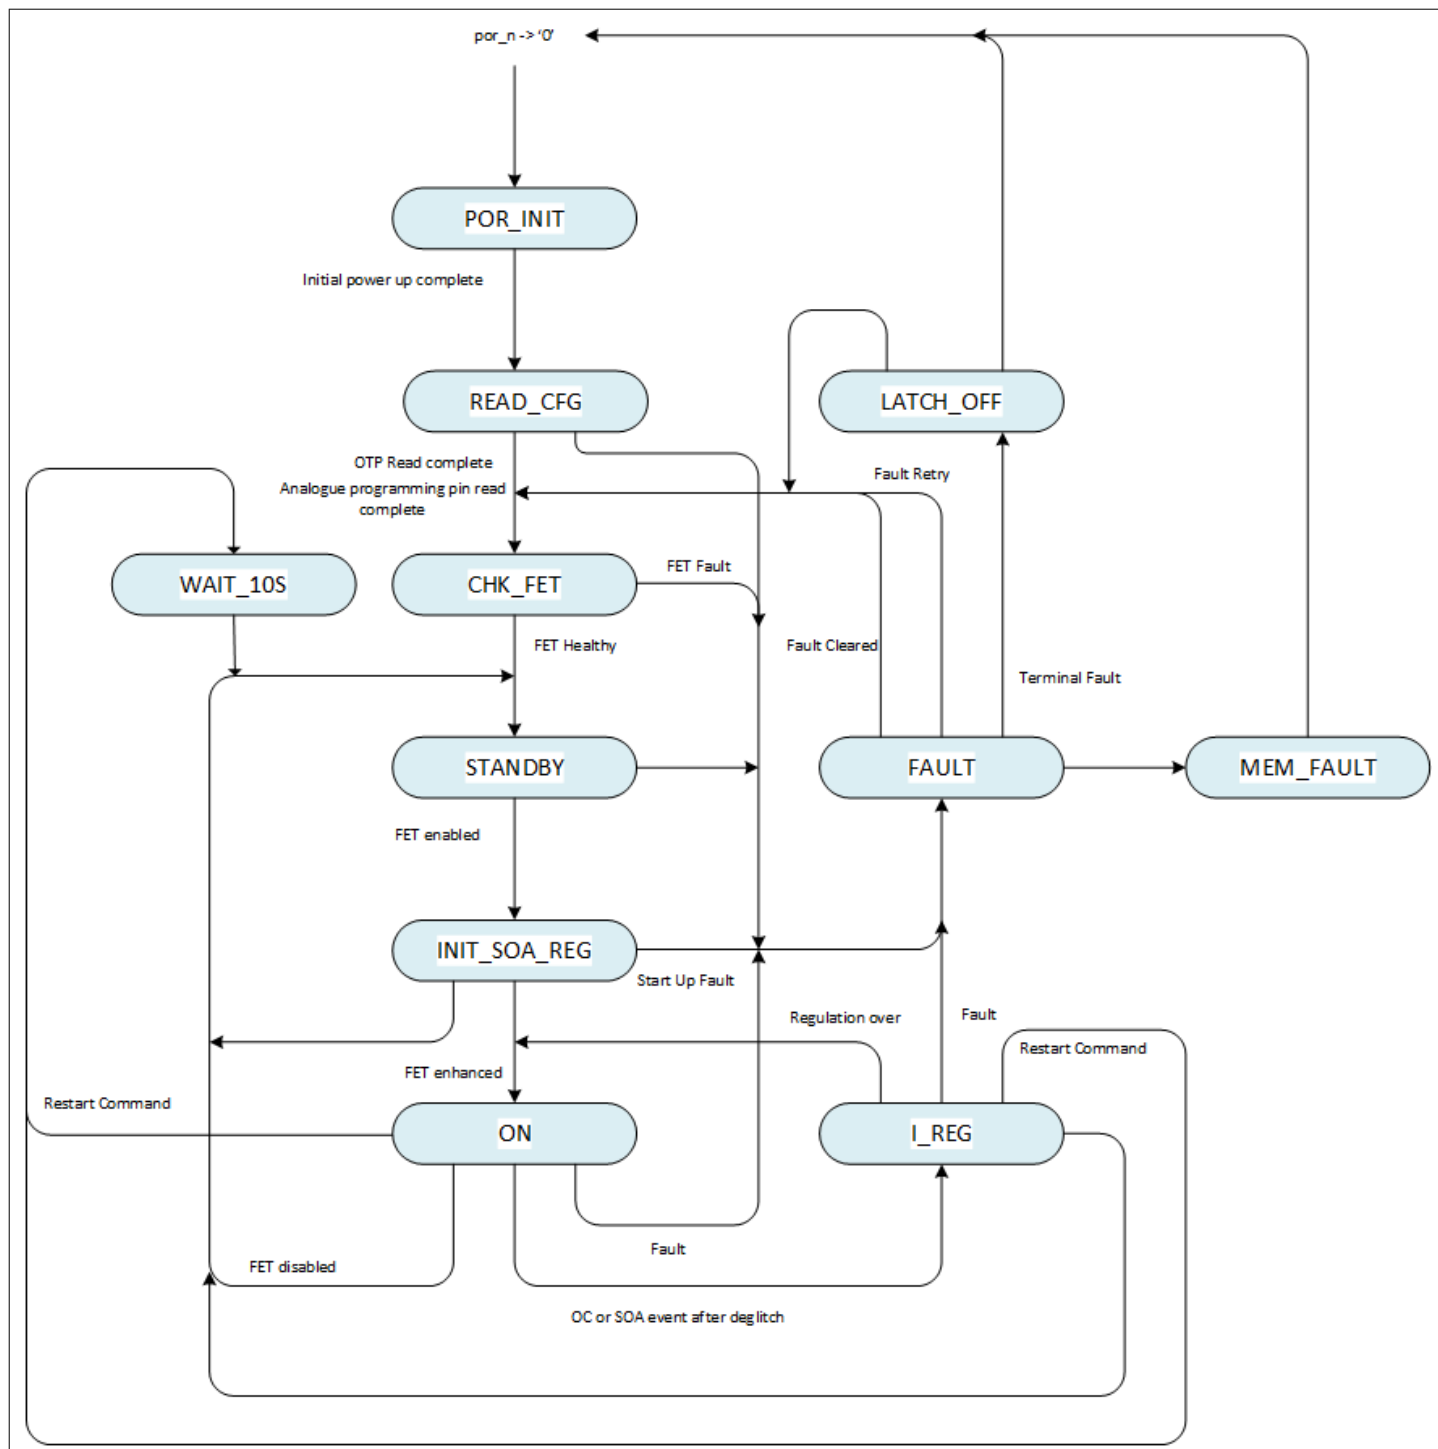 por_n -> ‘0’
POR_INIT
Initial power up complete
READ_CFG
LATCH_OFF
OTP Read complete
Fault Retry
Analogue programming pin read
complete
WAIT_10S
CHK_FET
FET Fault
FET Healthy
Fault Cleared
Terminal Fault
STANDBY
FAULT
MEM_FAULT
FET enabled
INIT_SOA_REG
Start Up Fault
Regulation over
Fault
Restart Command
FET enhanced
Restart Command
ON
I_REG
Fault
FET disabled
OC or SOA event after deglitch